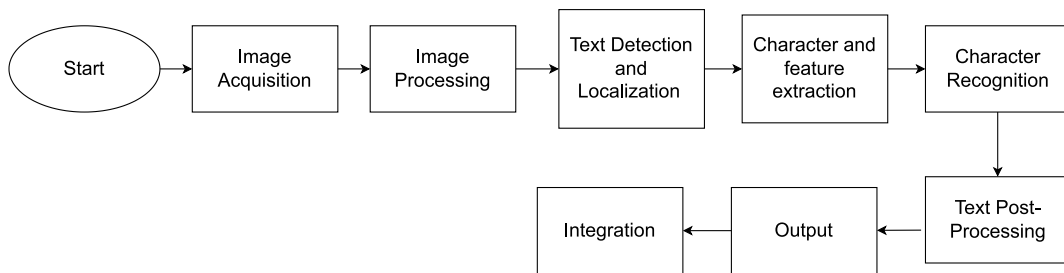 Start
Image
Acquisition
Image
Processing
Text Detection
and
Localization
Character and
feature
extraction
Character
Recognition
Text Post-
Processing
Output
Integration